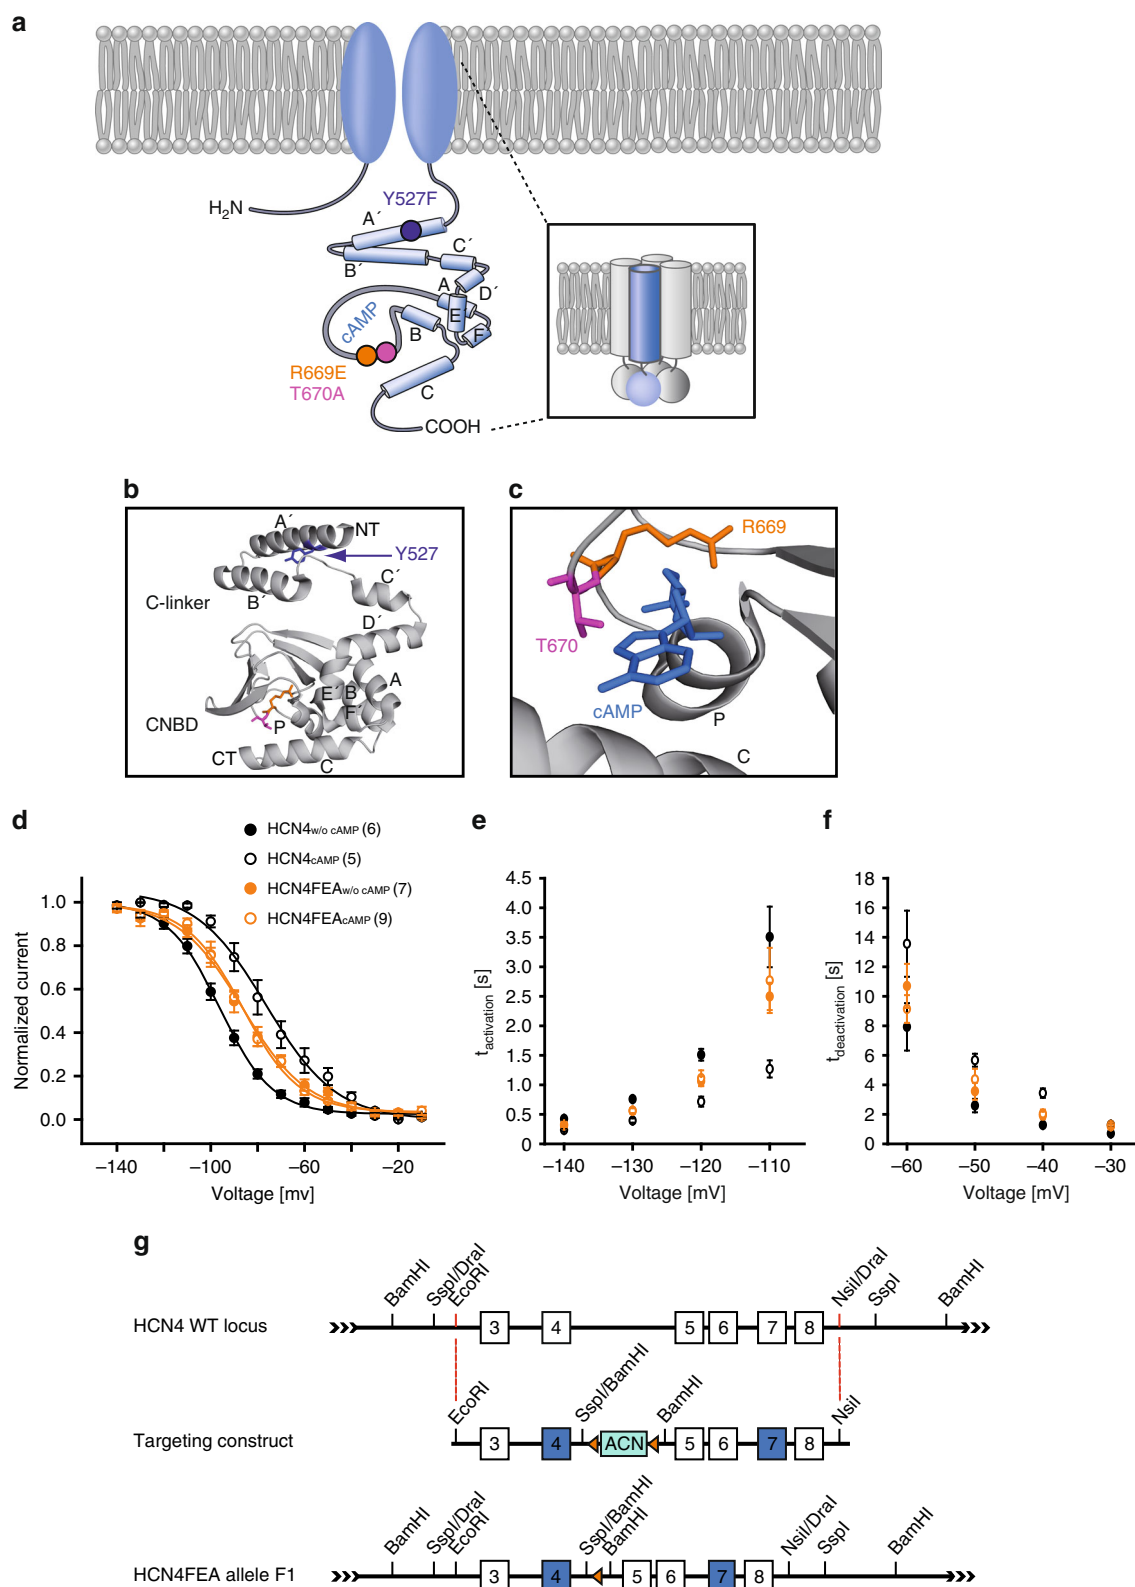 a
Y527F
H₂N
A´
C´
B´
A
D´
E
cAMP
B
F
R669E
T670A
C
COOH
b
A´
NT
Y527
C´
C-linker
B´
D´
A
E´ B
F´
CNBD
P
CT
C
c
R669
T670
cAMP
P
C
d
HCN4w/o cAMP (6)
HCN4cAMP (5)
HCN4FEAw/o cAMP (7)
HCN4FEAcAMP (9)
Normalized current
1.0
0.8
0.6
0.4
0.2
0.0
−140 −100 −60 −20
Voltage [mv]
e
tactivation [s]
4.5
4.0
3.5
3.0
2.5
2.0
1.5
1.0
0.5
0
−140 −130 −120 −110
Voltage [mV]
f
tdeactivation [s]
18
16
14
12
10
8
6
4
2
0
−60 −50 −40 −30
Voltage [mV]
g
HCN4 WT locus
BamHI SspI/DraI EcoRI NsiI/DraI SspI BamHI
3 4 5 6 7 8
Targeting construct
EcoRI SspI/BamHI BamHI NsiI
3 4 ACN 5 6 7 8
HCN4FEA allele F1
BamHI SspI/DraI EcoRI SspI/BamHI BamHI NsiI/DraI SspI BamHI
3 4 5 6 7 8